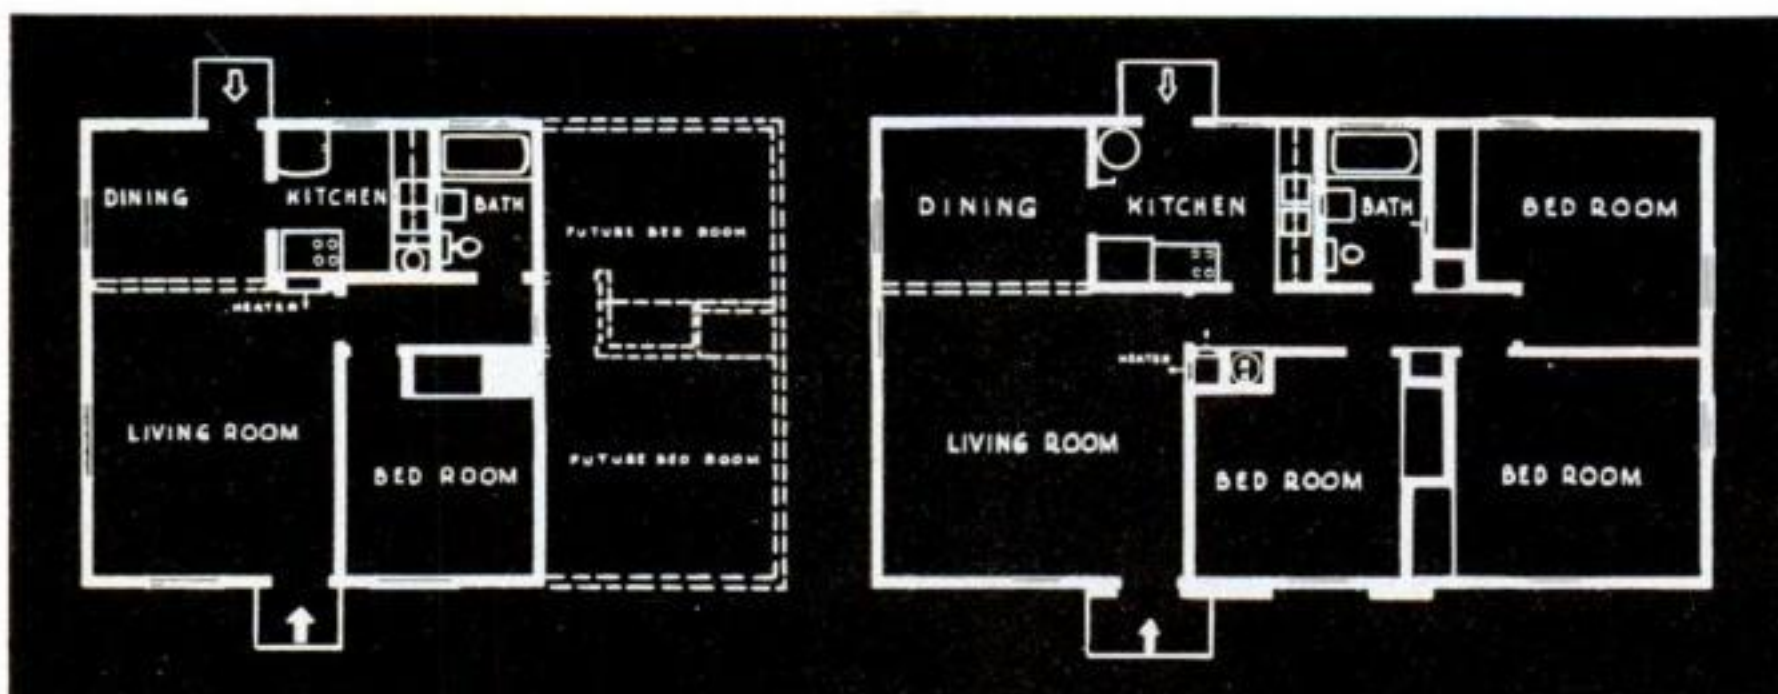 DINING
KITCHEN
BATH
FUTURE BED ROOM
HEATER
LIVING ROOM
BED ROOM
FUTURE BED ROOM
DINING
KITCHEN
BATH
BED ROOM
HEATER
LIVING ROOM
BED ROOM
BED ROOM